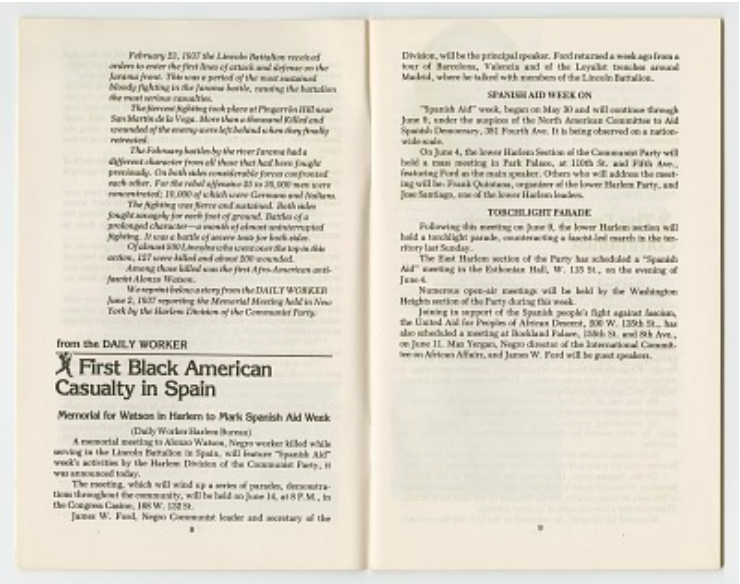 February 21, 1937 the Lincoln Battalion received
orders to enter the first lines of attack and defense on the
Jarama front. This was a period of the most sustained
bloody fighting in the Jarama battle, causing the battalion
the most serious casualties.
The fiercest fighting took place at Pingarrón Hill near
San Martin de la Vega. More than a thousand killed and
wounded of the enemy were left behind when they finally
retreated.
The February battles by the river Jarama had a
different character from all those that had been fought
previously. On both sides considerable forces confronted
each other. For the rebel offensive 25 to 30,000 men were
concentrated; 10,000 of which were Germans and Italians.
The fighting was fierce and sustained. Both sides
fought savagely for each foot of ground. Battles of a
prolonged character—a month of almost uninterrupted
fighting. It was a battle of severe tests for both sides.
Of almost 500 Lincolns who went over the top in this
action, 127 were killed and about 200 wounded.
Among those killed was the first Afro-American anti-
fascist Alonzo Watson.
We reprint below a story from the DAILY WORKER
June 2, 1937 reporting the Memorial Meeting held in New
York by the Harlem Division of the Communist Party.
from the DAILY WORKER
First Black American
Casualty in Spain
Memorial for Watson in Harlem to Mark Spanish Aid Week
(Daily Worker Harlem Bureau)
A memorial meeting to Alonzo Watson, Negro worker killed while
serving in the Lincoln Battalion in Spain, will feature "Spanish Aid"
week's activities by the Harlem Division of the Communist Party, it
was announced today.
The meeting, which will wind up a series of parades, demonstra-
tions throughout the community, will be held on June 14, at 8 P.M., in
the Congress Casino, 168 W. 132 St.
James W. Ford, Negro Communist leader and secretary of the
8
Division, will be the principal speaker. Ford returned a week ago from a
tour of Barcelona, Valencia and of the Loyalist trenches around
Madrid, where he talked with members of the Lincoln Battalion.
SPANISH AID WEEK ON
"Spanish Aid" week, began on May 30 and will continue through
June 9, under the auspices of the North American Committee to Aid
Spanish Democracy, 381 Fourth Ave. It is being observed on a nation-
wide scale.
On June 4, the lower Harlem Section of the Communist Party will
hold a mass meeting in Park Palace, at 110th St. and Fifth Ave.,
featuring Ford as the main speaker. Others who will address the meet-
ing will be: Frank Quintana, organizer of the lower Harlem Party, and
Jose Santiago, one of the lower Harlem leaders.
TORCHLIGHT PARADE
Following this meeting on June 9, the lower Harlem section will
hold a torchlight parade, counteracting a fascist-led march in the ter-
ritory last Sunday.
The East Harlem section of the Party has scheduled a "Spanish
Aid" meeting in the Esthonian Hall, W. 125 St., on the evening of
June 4.
Numerous open-air meetings will be held by the Washington
Heights section of the Party during this week.
Joining in support of the Spanish people's fight against fascism,
the United Aid for Peoples of African Descent, 200 W. 135th St., has
also scheduled a meeting at Rockland Palace, 155th St. and 8th Ave.,
on June 11. Max Yergan, Negro director of the International Commit-
tee on African Affairs, and James W. Ford will be guest speakers.
9